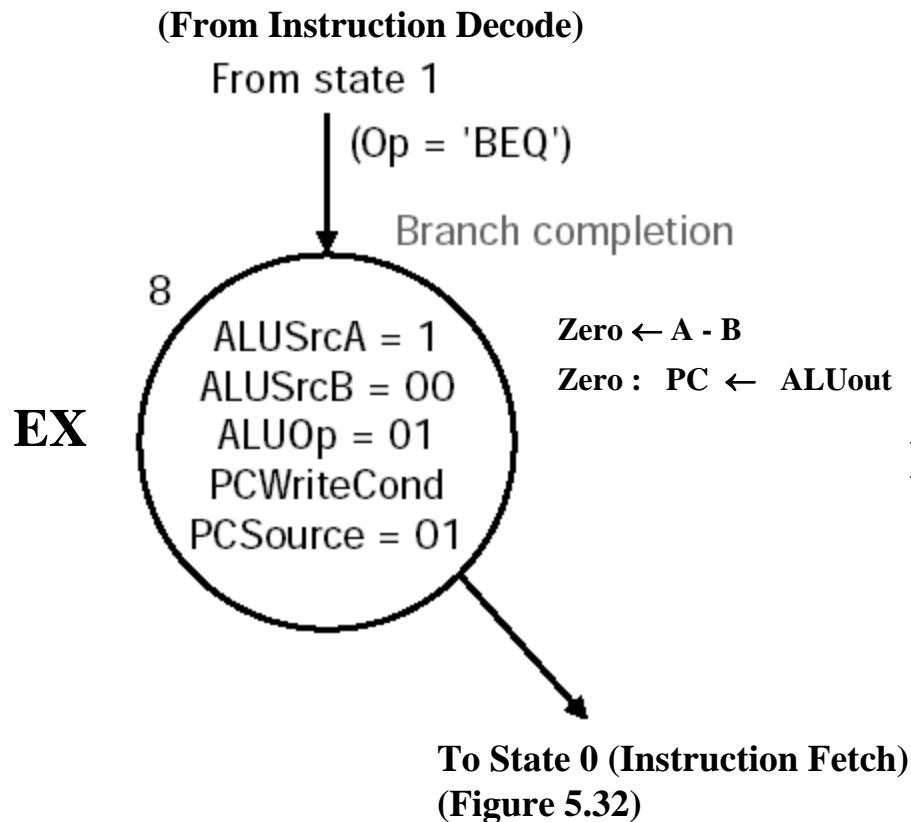 (From Instruction Decode)
From state 1
(Op = 'BEQ')
Branch completion
8
ALUSrcA = 1
ALUSrcB = 00
ALUOp = 01
PCWriteCond
PCSource = 01
Zero ← A - B
Zero : PC ← ALUout
EX
To State 0 (Instruction Fetch)
(Figure 5.32)